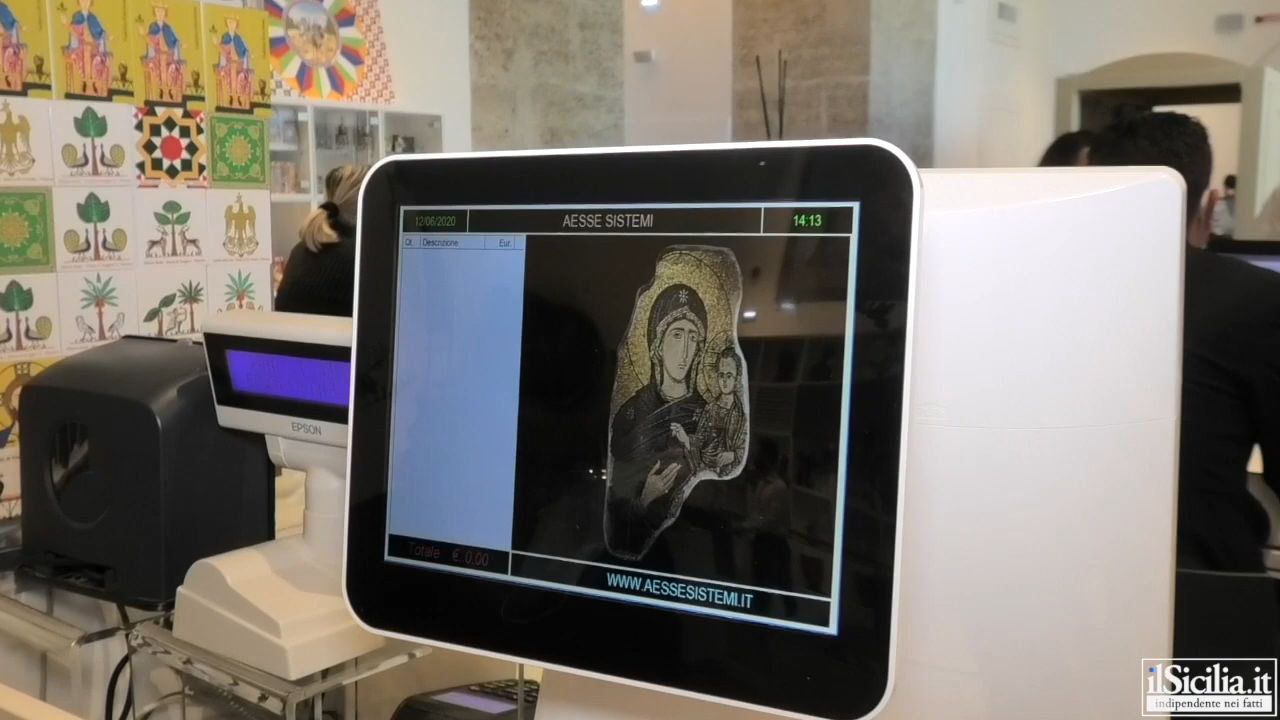 12/06/2020 AESSE SISTEMI 14:13
Qt. Descrizione Eur.
Totale € 0.00
WWW.AESSESISTEMI.IT
EPSON
ilSicilia.it
indipendente nei fatti